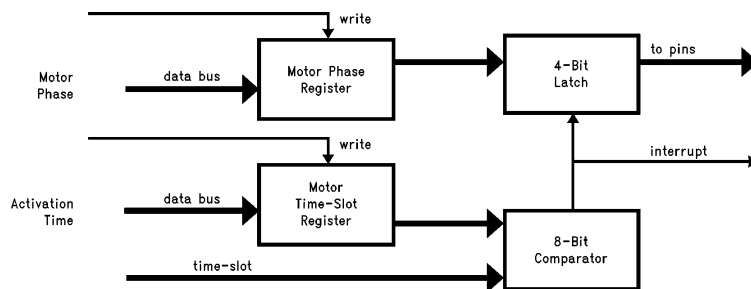 write
Motor
Phase
data bus
Motor Phase
Register
4-Bit
Latch
to pins
write
interrupt
Activation
Time
data bus
Motor
Time-Slot
Register
time-slot
8-Bit
Comparator